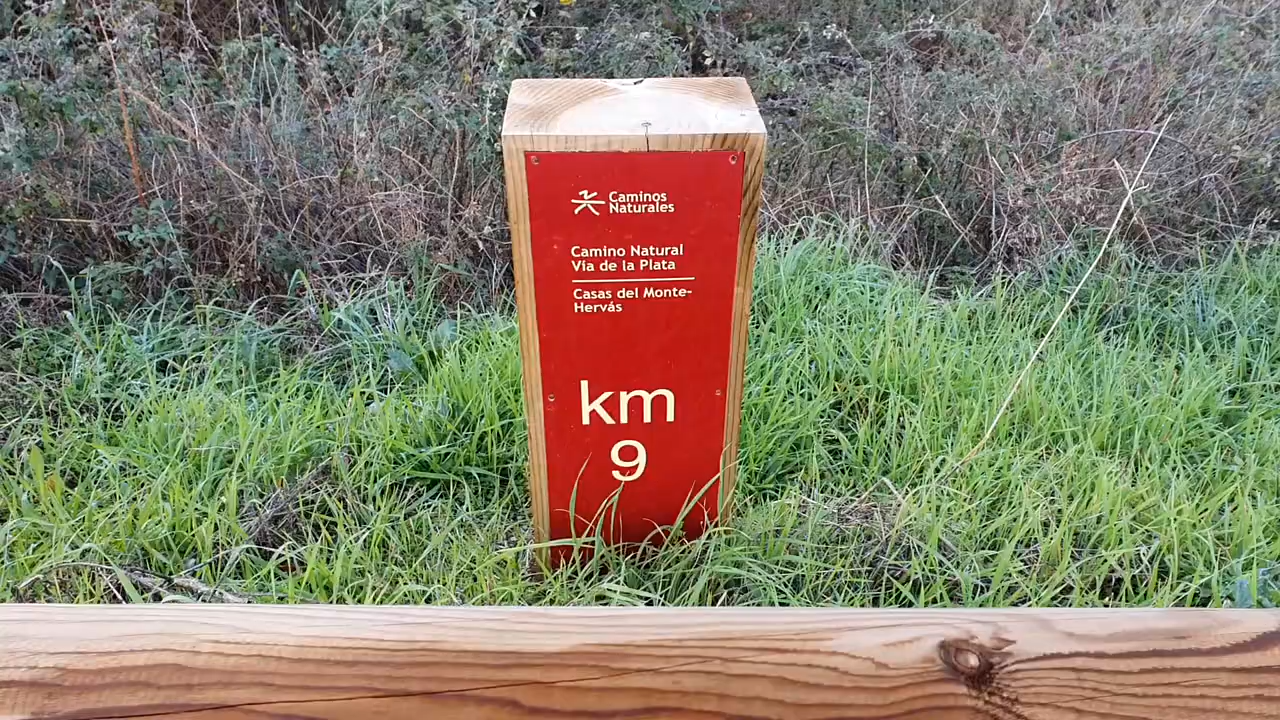 Caminos
Naturales
Camino Natural
Vía de la Plata
Casas del Monte-
Hervás
km
9